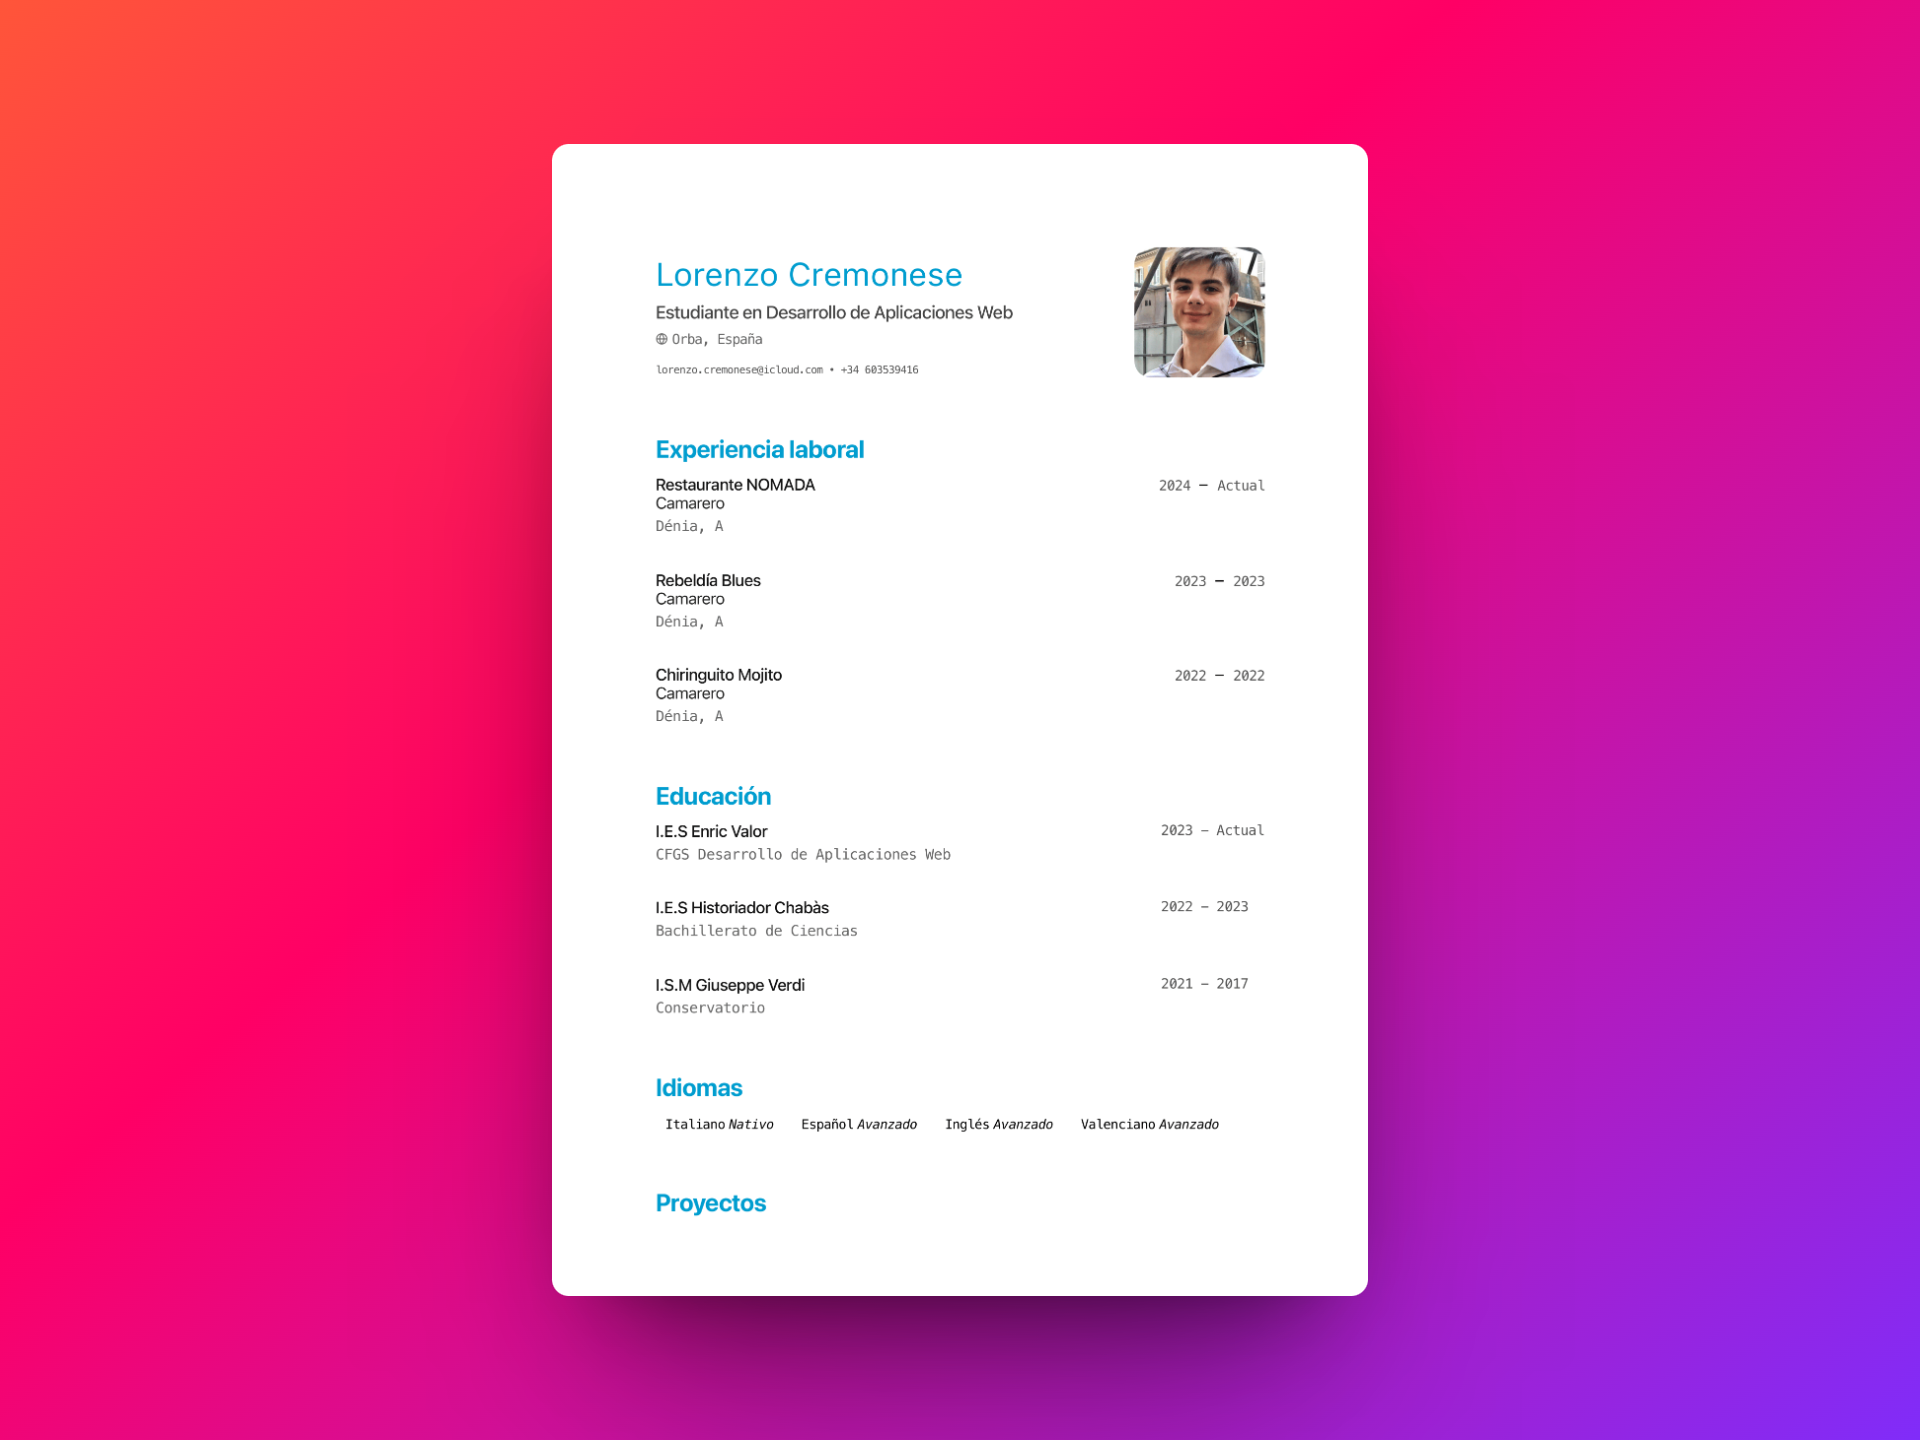 Lorenzo Cremonese
Estudiante en Desarrollo de Aplicaciones Web
Orba, España
lorenzo.cremonese@icloud.com • +34 603539416
Experiencia laboral
Restaurante NOMADA 2024 — Actual
Camarero
Dénia, A
Rebeldía Blues 2023 — 2023
Camarero
Dénia, A
Chiringuito Mojito 2022 — 2022
Camarero
Dénia, A
Educación
I.E.S Enric Valor 2023 - Actual
CFGS Desarrollo de Aplicaciones Web
I.E.S Historiador Chabàs 2022 - 2023
Bachillerato de Ciencias
I.S.M Giuseppe Verdi 2021 - 2017
Conservatorio
Idiomas
Italiano Nativo Español Avanzado Inglés Avanzado Valenciano Avanzado
Proyectos